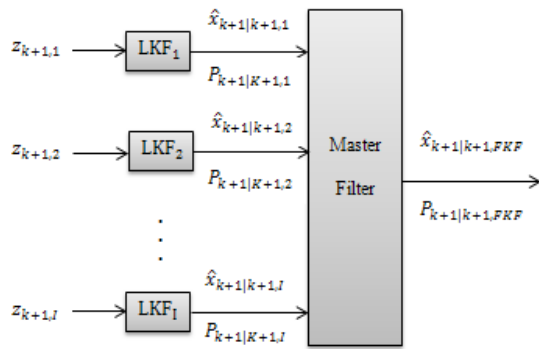 z_{k+1,1}
LKF_1
x̂_{k+1|k+1,1}
P_{k+1|K+1,1}
z_{k+1,2}
LKF_2
x̂_{k+1|k+1,2}
P_{k+1|K+1,2}
.
.
.
z_{k+1,I}
LKF_I
x̂_{k+1|k+1,I}
P_{k+1|K+1,I}
Master
Filter
x̂_{k+1|k+1,FKF}
P_{k+1|k+1,FKF}